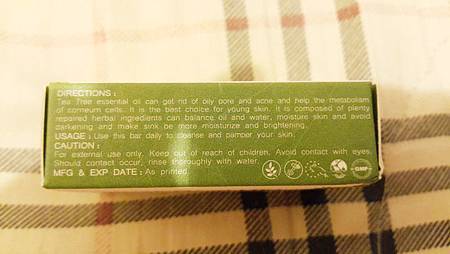 DIRECTIONS :
Tea Tree essential oil can get rid of oily pore and acne and help the metabolism
of corneum cells. It is the best choice for young skin. it is composed of plenty
repaired herbal ingredients can balance oil and water, moisture skin and avoid
darkening and make sink be more moisturize and brightening.
USAGE : Use this bar daily to cleanse and pamper your skin.
CAUTION :
For external use only. Keep out of reach of children. Avoid contact with eyes.
Should contact occur, rinse thoroughly with water.
MFG & EXP DATE : As printed.
GMP